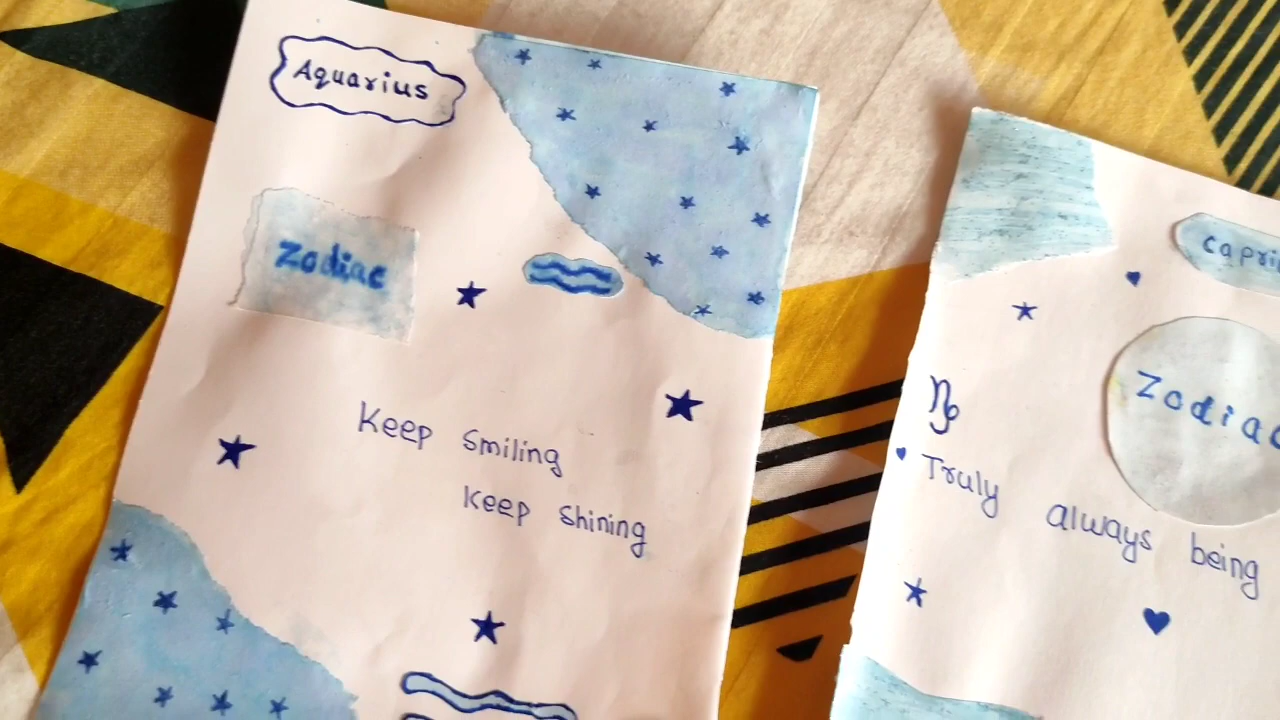 Aquarius
Zodiac
Keep Smiling
Keep Shining
Zodiac
Truly always being